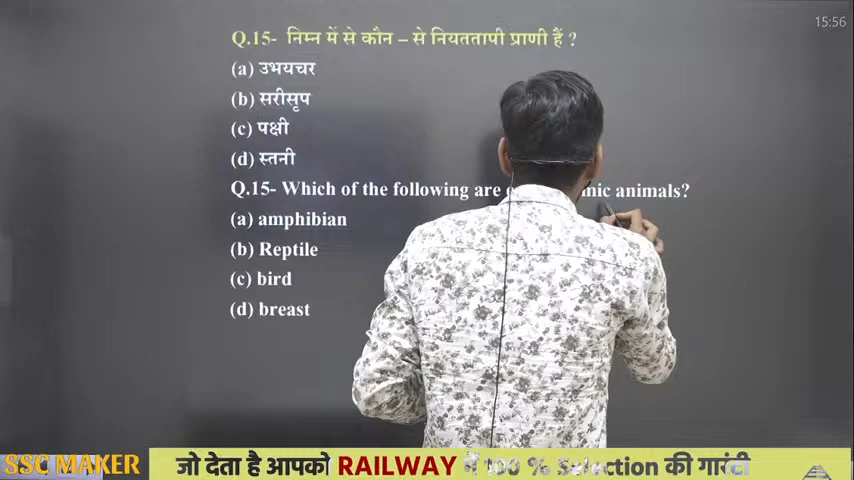 15:56
Q.15- निम्न में से कौन – से नियततापी प्राणी हैं ?
(a) उभयचर
(b) सरीसृप
(c) पक्षी
(d) स्तनी
Q.15- Which of the following are animals?
(a) amphibian
(b) Reptile
(c) bird
(d) breast
SSC MAKER
जो देता है आपको RAILWAY में 100 % Selection की गारंटी